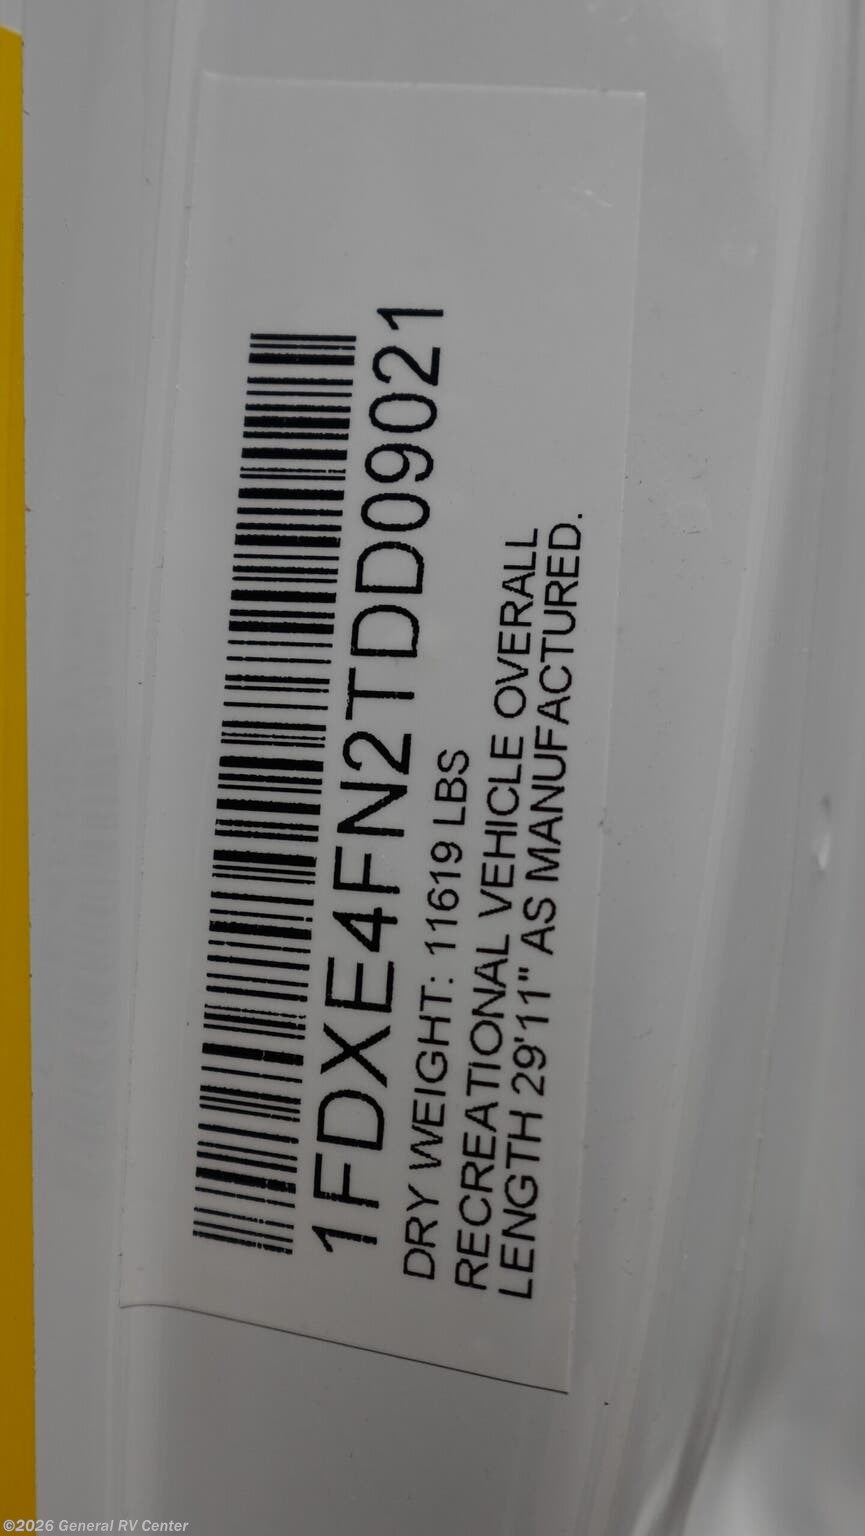 1FDXE4FN2TDD09021
DRY WEIGHT: 11619 LBS
RECREATIONAL VEHICLE OVERALL
LENGTH 29'11" AS MANUFACTURED.
©2026 General RV Center